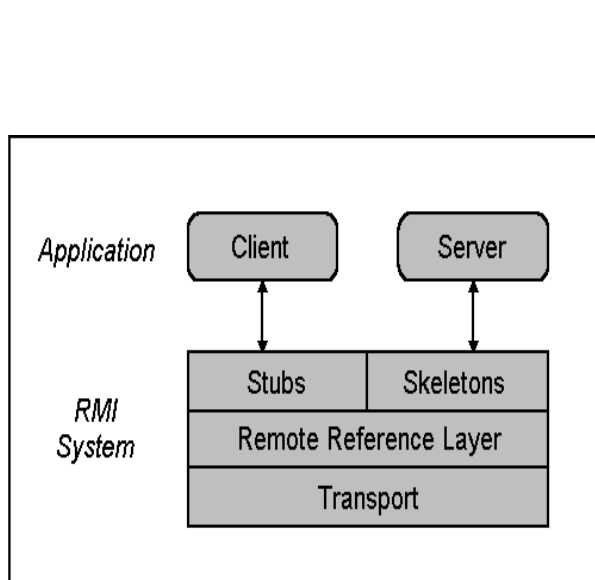 Application
Client
Server
RMI
System
Stubs
Skeletons
Remote Reference Layer
Transport